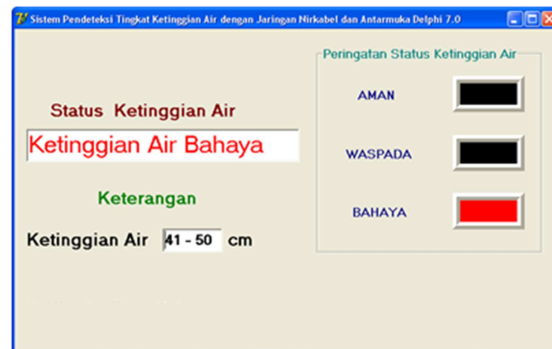 Sistem Pendeteksi Tingkat Ketinggian Air dengan Jaringan Nirkabel dan Antarmuka Delphi 7.0
Status Ketinggian Air
Ketinggian Air Bahaya
Keterangan
Ketinggian Air 41 - 50 cm
Peringatan Status Ketinggian Air
AMAN
WASPADA
BAHAYA